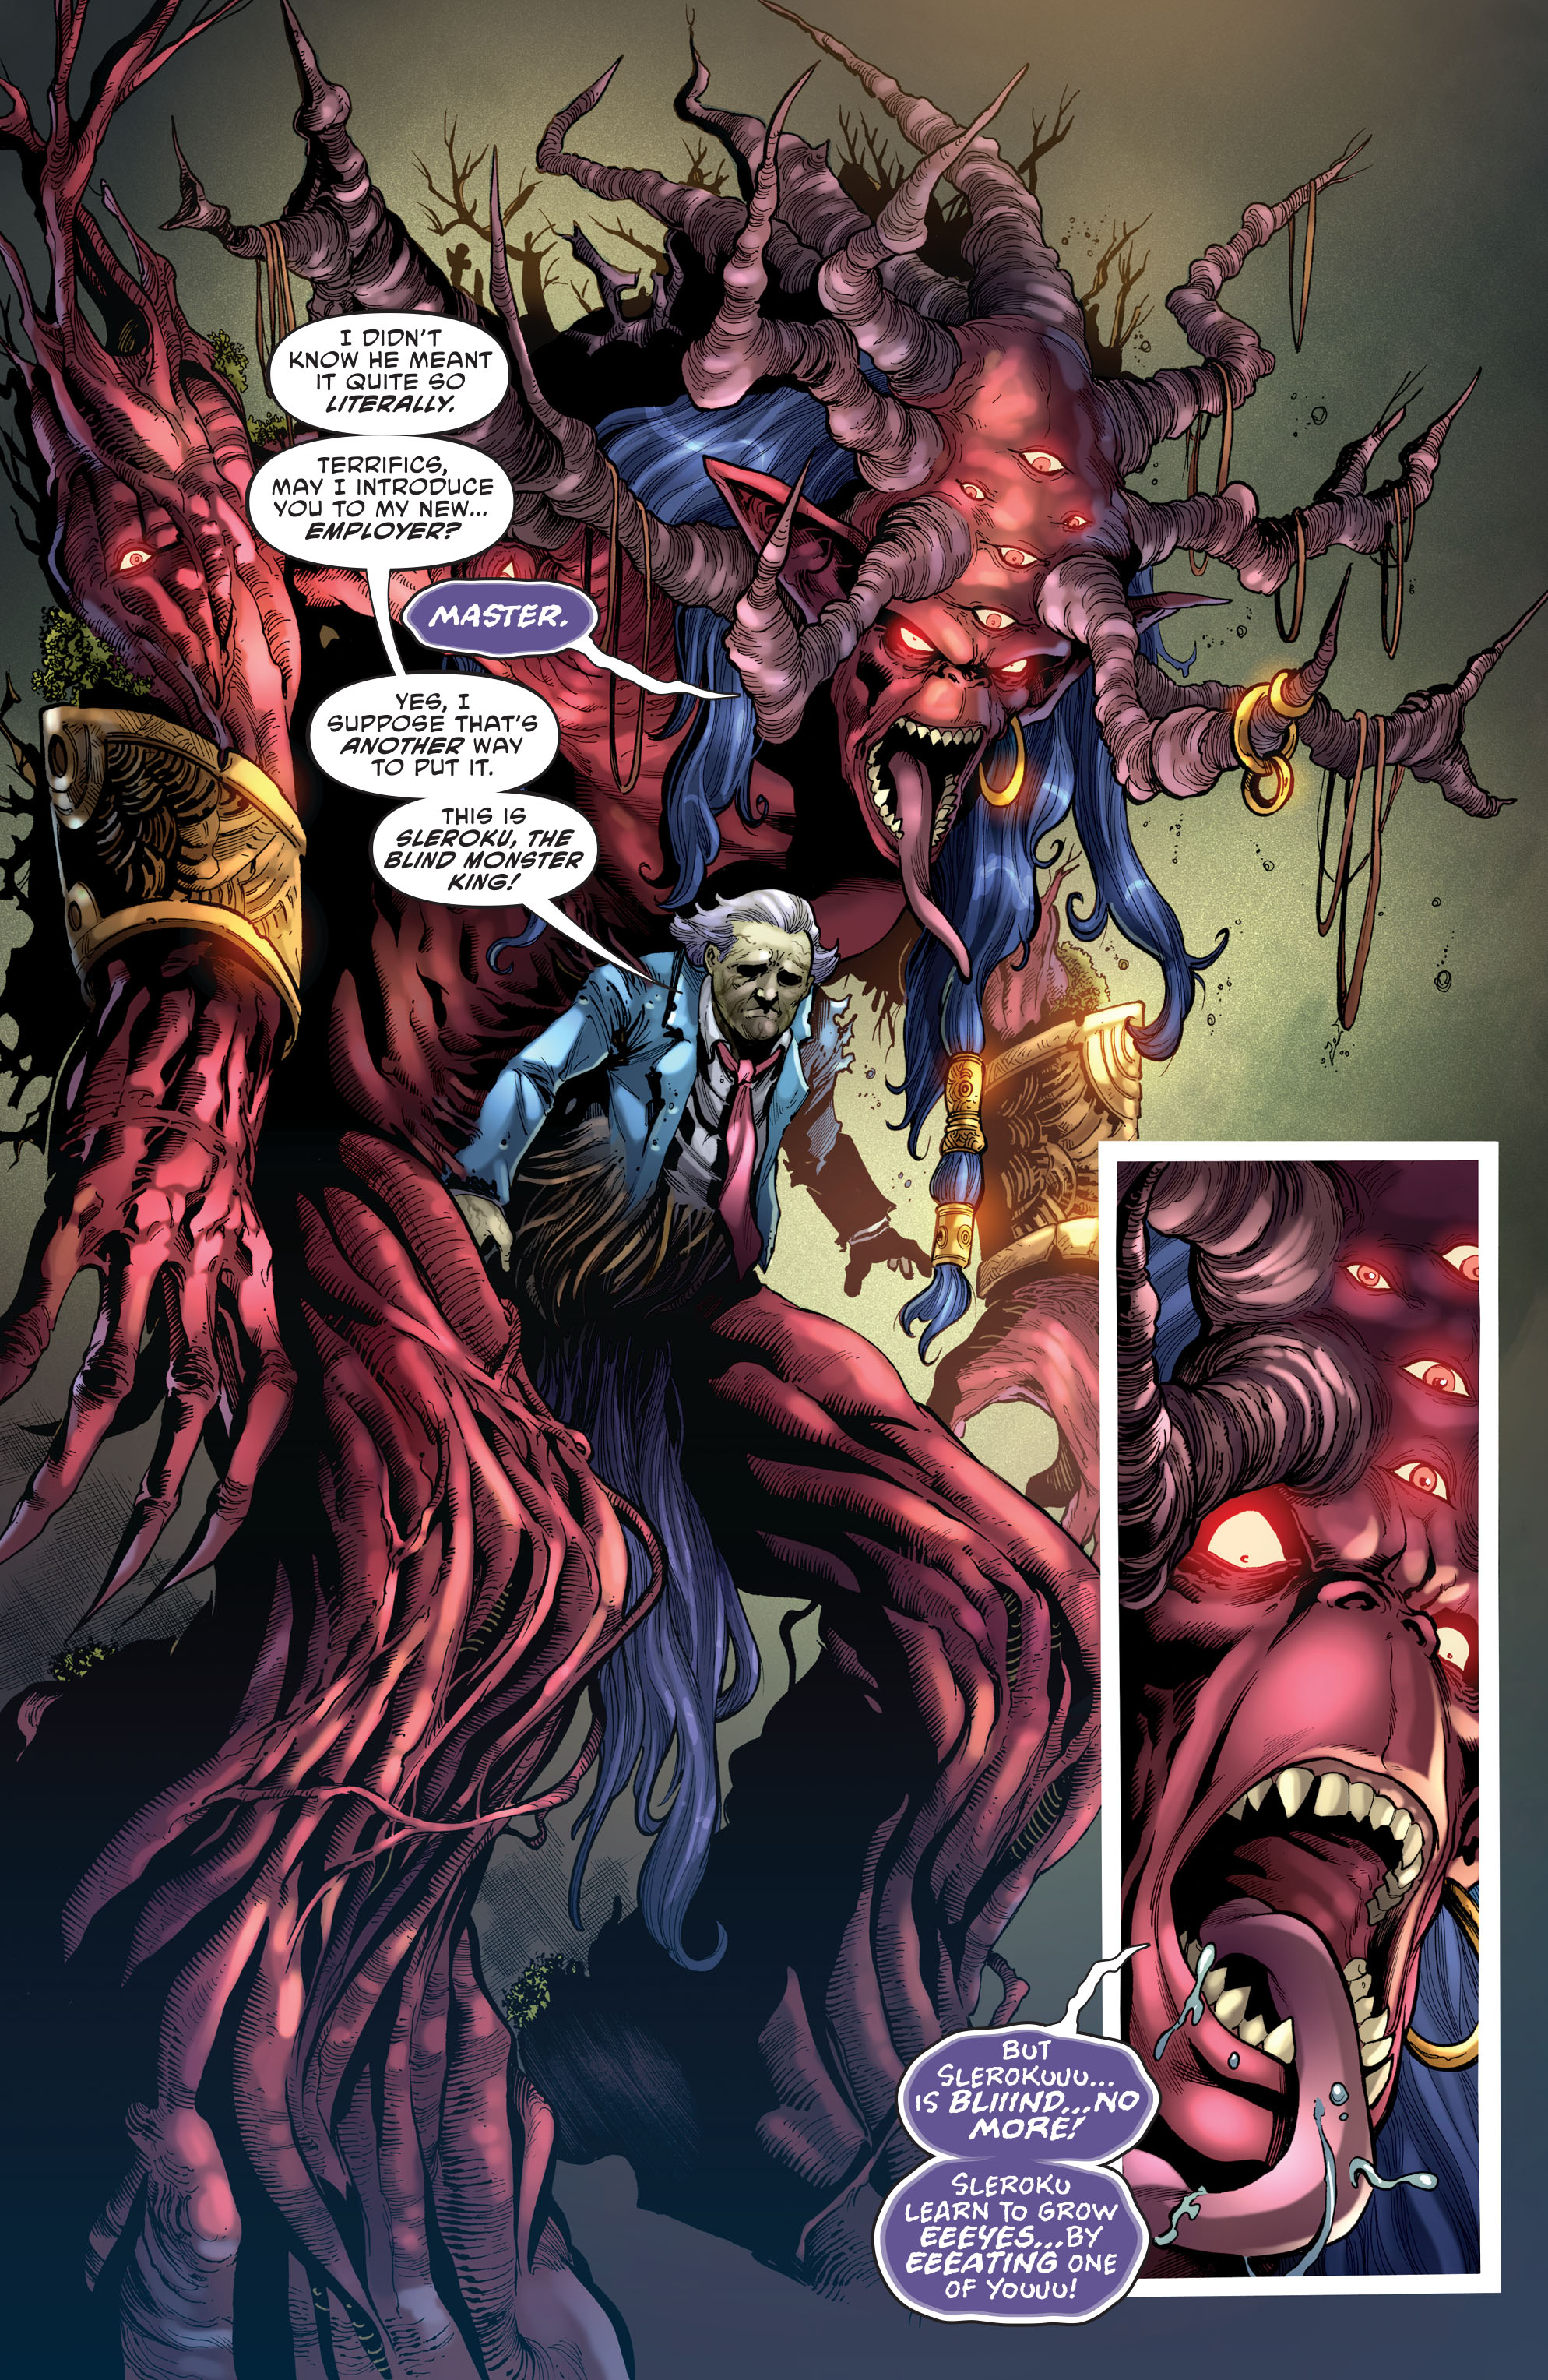 I DIDN'T
KNOW HE MEANT
IT QUITE SO
LITERALLY.
TERRIFICS,
MAY I INTRODUCE
YOU TO MY NEW...
EMPLOYER?
MASTER.
YES, I
SUPPOSE THAT'S
ANOTHER WAY
TO PUT IT.
THIS IS
SLEROKU, THE
BLIND MONSTER
KING!
BUT
SLEROKUUU...
IS BLIIIND...NO
MORE!
SLEROKU
LEARN TO GROW
EEEYES...BY
EEEATING ONE
OF YOUUU!